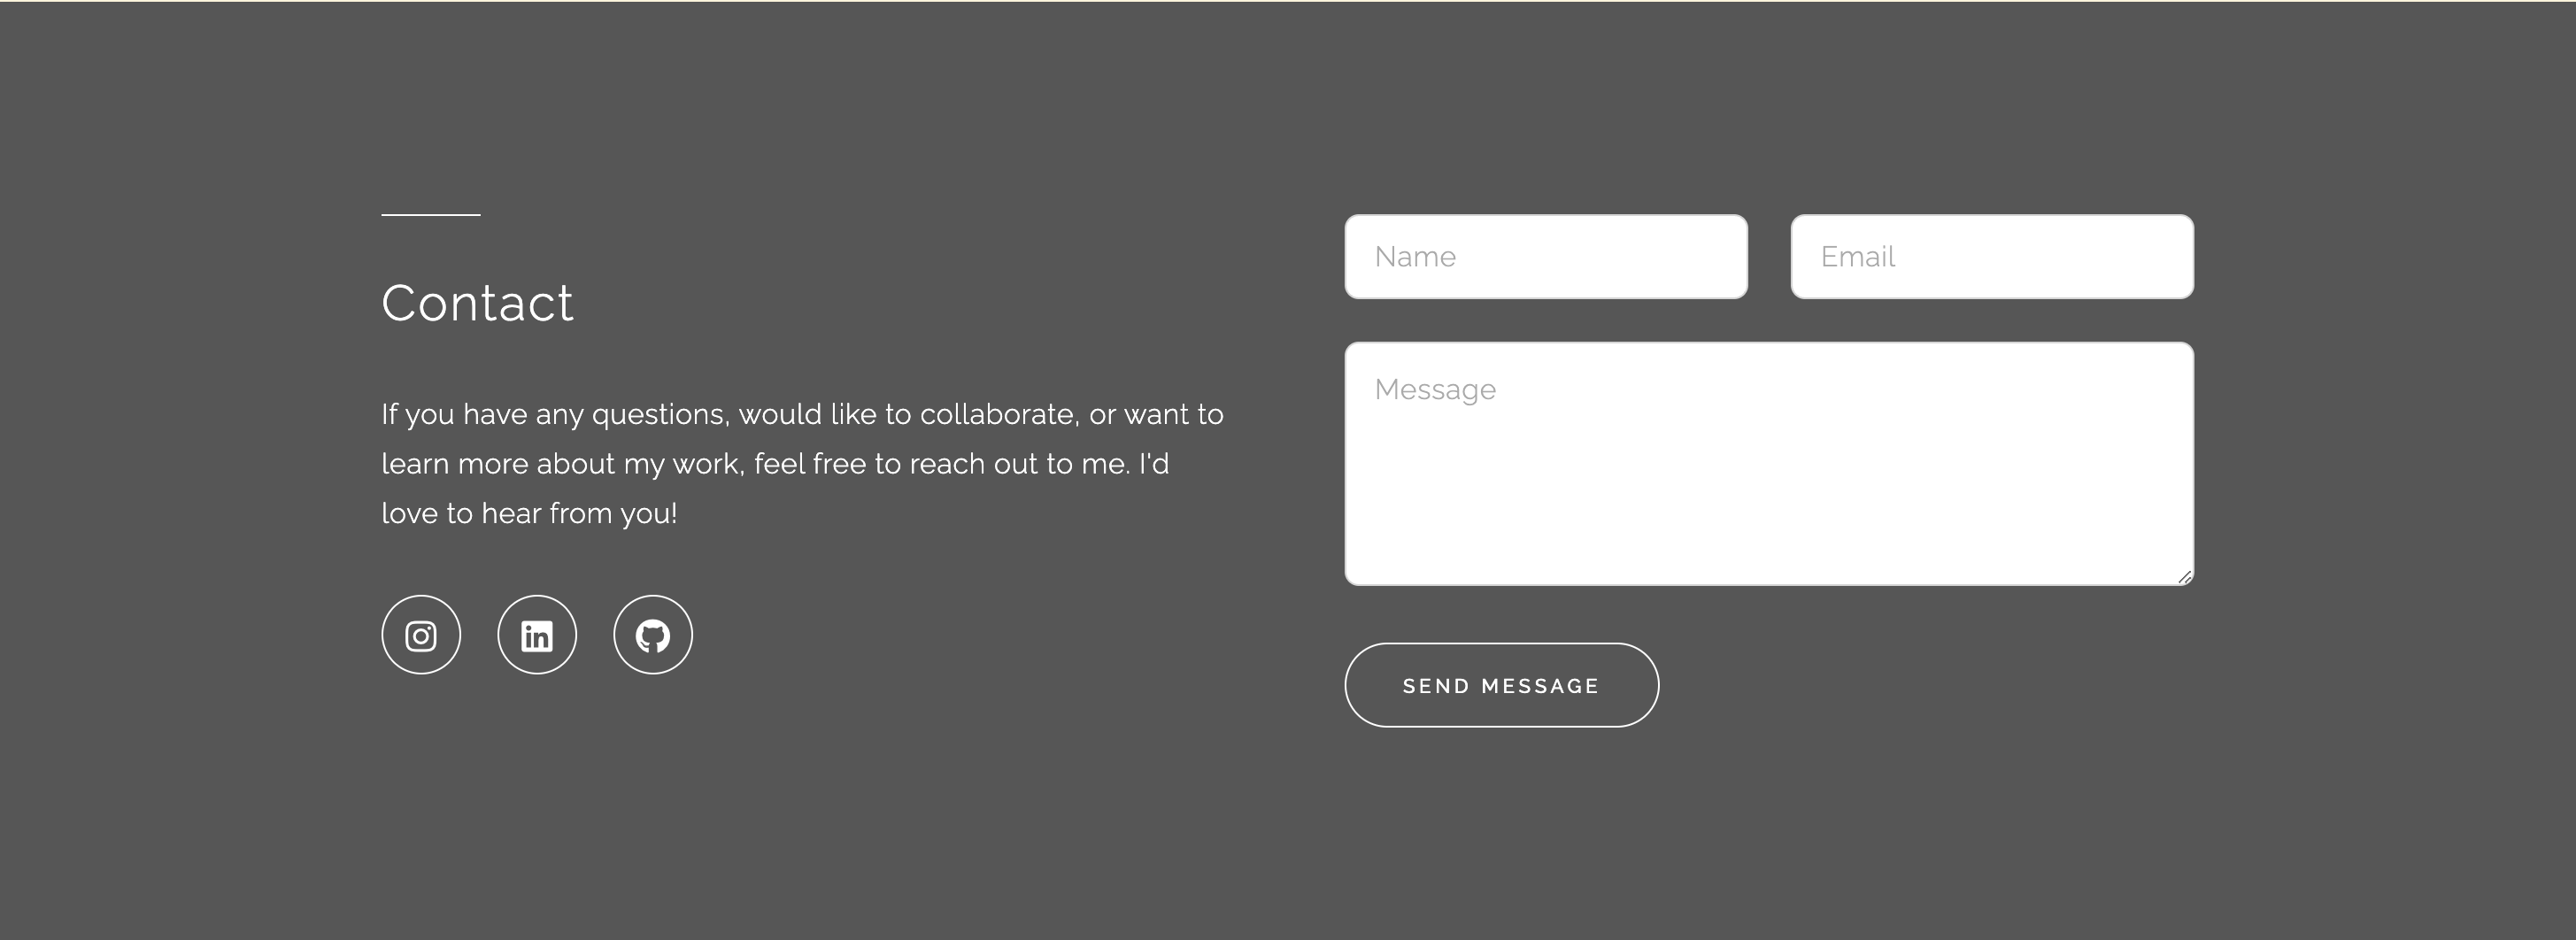 Contact
If you have any questions, would like to collaborate, or want to
learn more about my work, feel free to reach out to me. I'd
love to hear from you!
Name
Email
Message
SEND MESSAGE